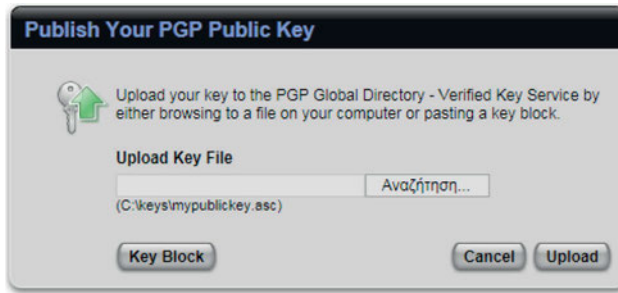 Publish Your PGP Public Key
Upload your key to the PGP Global Directory - Verified Key Service by
either browsing to a file on your computer or pasting a key block.
Upload Key File
Αναζήτηση...
(C:\keys\mypublickey.asc)
Key Block
Cancel
Upload